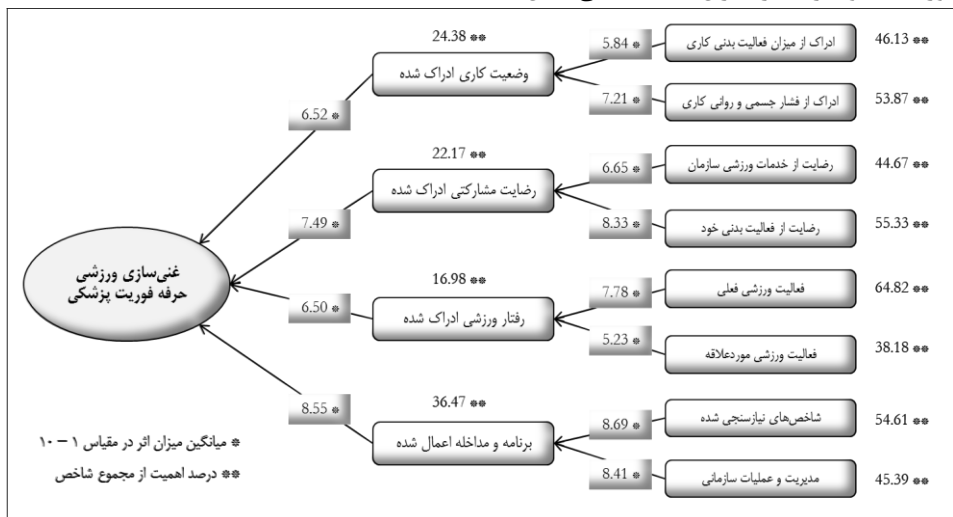 24.38 **
46.13 **
ادراک از میزان فعالیت بدنی کاری
5.84 *
وضعیت کاری ادراک شده
53.87 **
ادراک از فشار جسمی و روانی کاری
7.21 *
6.52 *
22.17 **
44.67 **
رضایت از خدمات ورزشی سازمان
6.65 *
رضایت مشارکتی ادراک شده
7.49 *
55.33 **
رضایت از فعالیت بدنی خود
8.33 *
غنی‌سازی ورزشی
حرفه فوریت پزشکی
16.98 **
64.82 **
فعالیت ورزشی فعلی
7.78 *
رفتار ورزشی ادراک شده
6.50 *
38.18 **
فعالیت ورزشی موردعلاقه
5.23 *
36.47 **
8.55 *
54.61 **
شاخص‌های نیازسنجی شده
8.69 *
برنامه و مداخله اعمال شده
45.39 **
مدیریت و عملیات سازمانی
8.41 *
* میانگین میزان اثر در مقیاس ۱ – ۱۰
** درصد اهمیت از مجموع شاخص